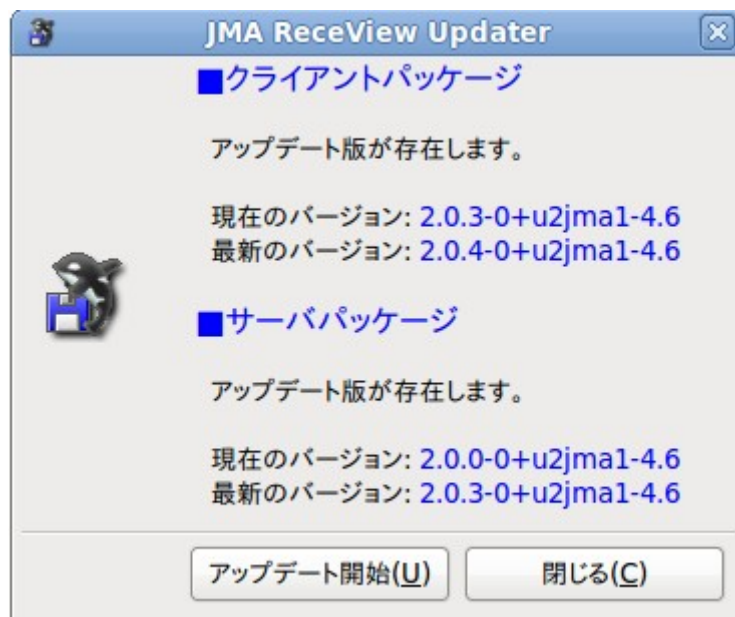 JMA ReceView Updater
■クライアントパッケージ
アップデート版が存在します。
現在のバージョン: 2.0.3-0+u2jma1-4.6
最新のバージョン: 2.0.4-0+u2jma1-4.6
■サーバパッケージ
アップデート版が存在します。
現在のバージョン: 2.0.0-0+u2jma1-4.6
最新のバージョン: 2.0.3-0+u2jma1-4.6
アップデート開始(U) 閉じる(C)